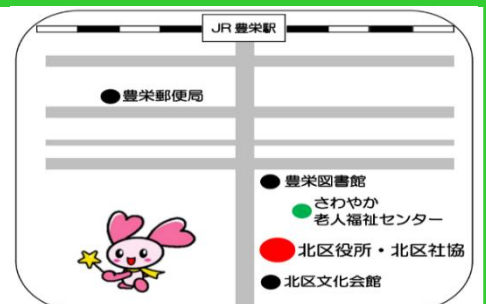 JR 豊栄駅
豊栄郵便局
豊栄図書館
さわやか
老人福祉センター
北区役所・北区社協
北区文化会館